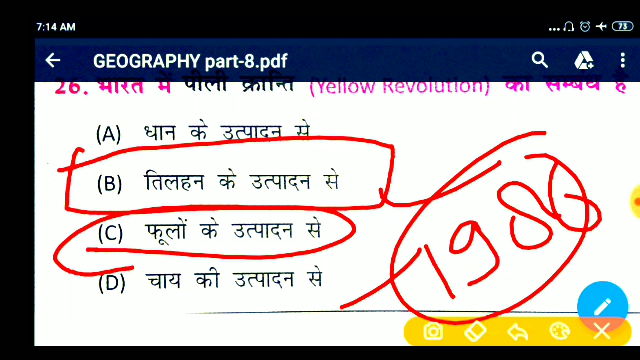 7:14 AM
73
GEOGRAPHY part-8.pdf
26. भारत में पीली क्रान्ति (Yellow Revolution) का सम्बंध है
(A) धान के उत्पादन से
(B) तिलहन के उत्पादन से
(C) फूलों के उत्पादन से
(D) चाय की उत्पादन से
1986